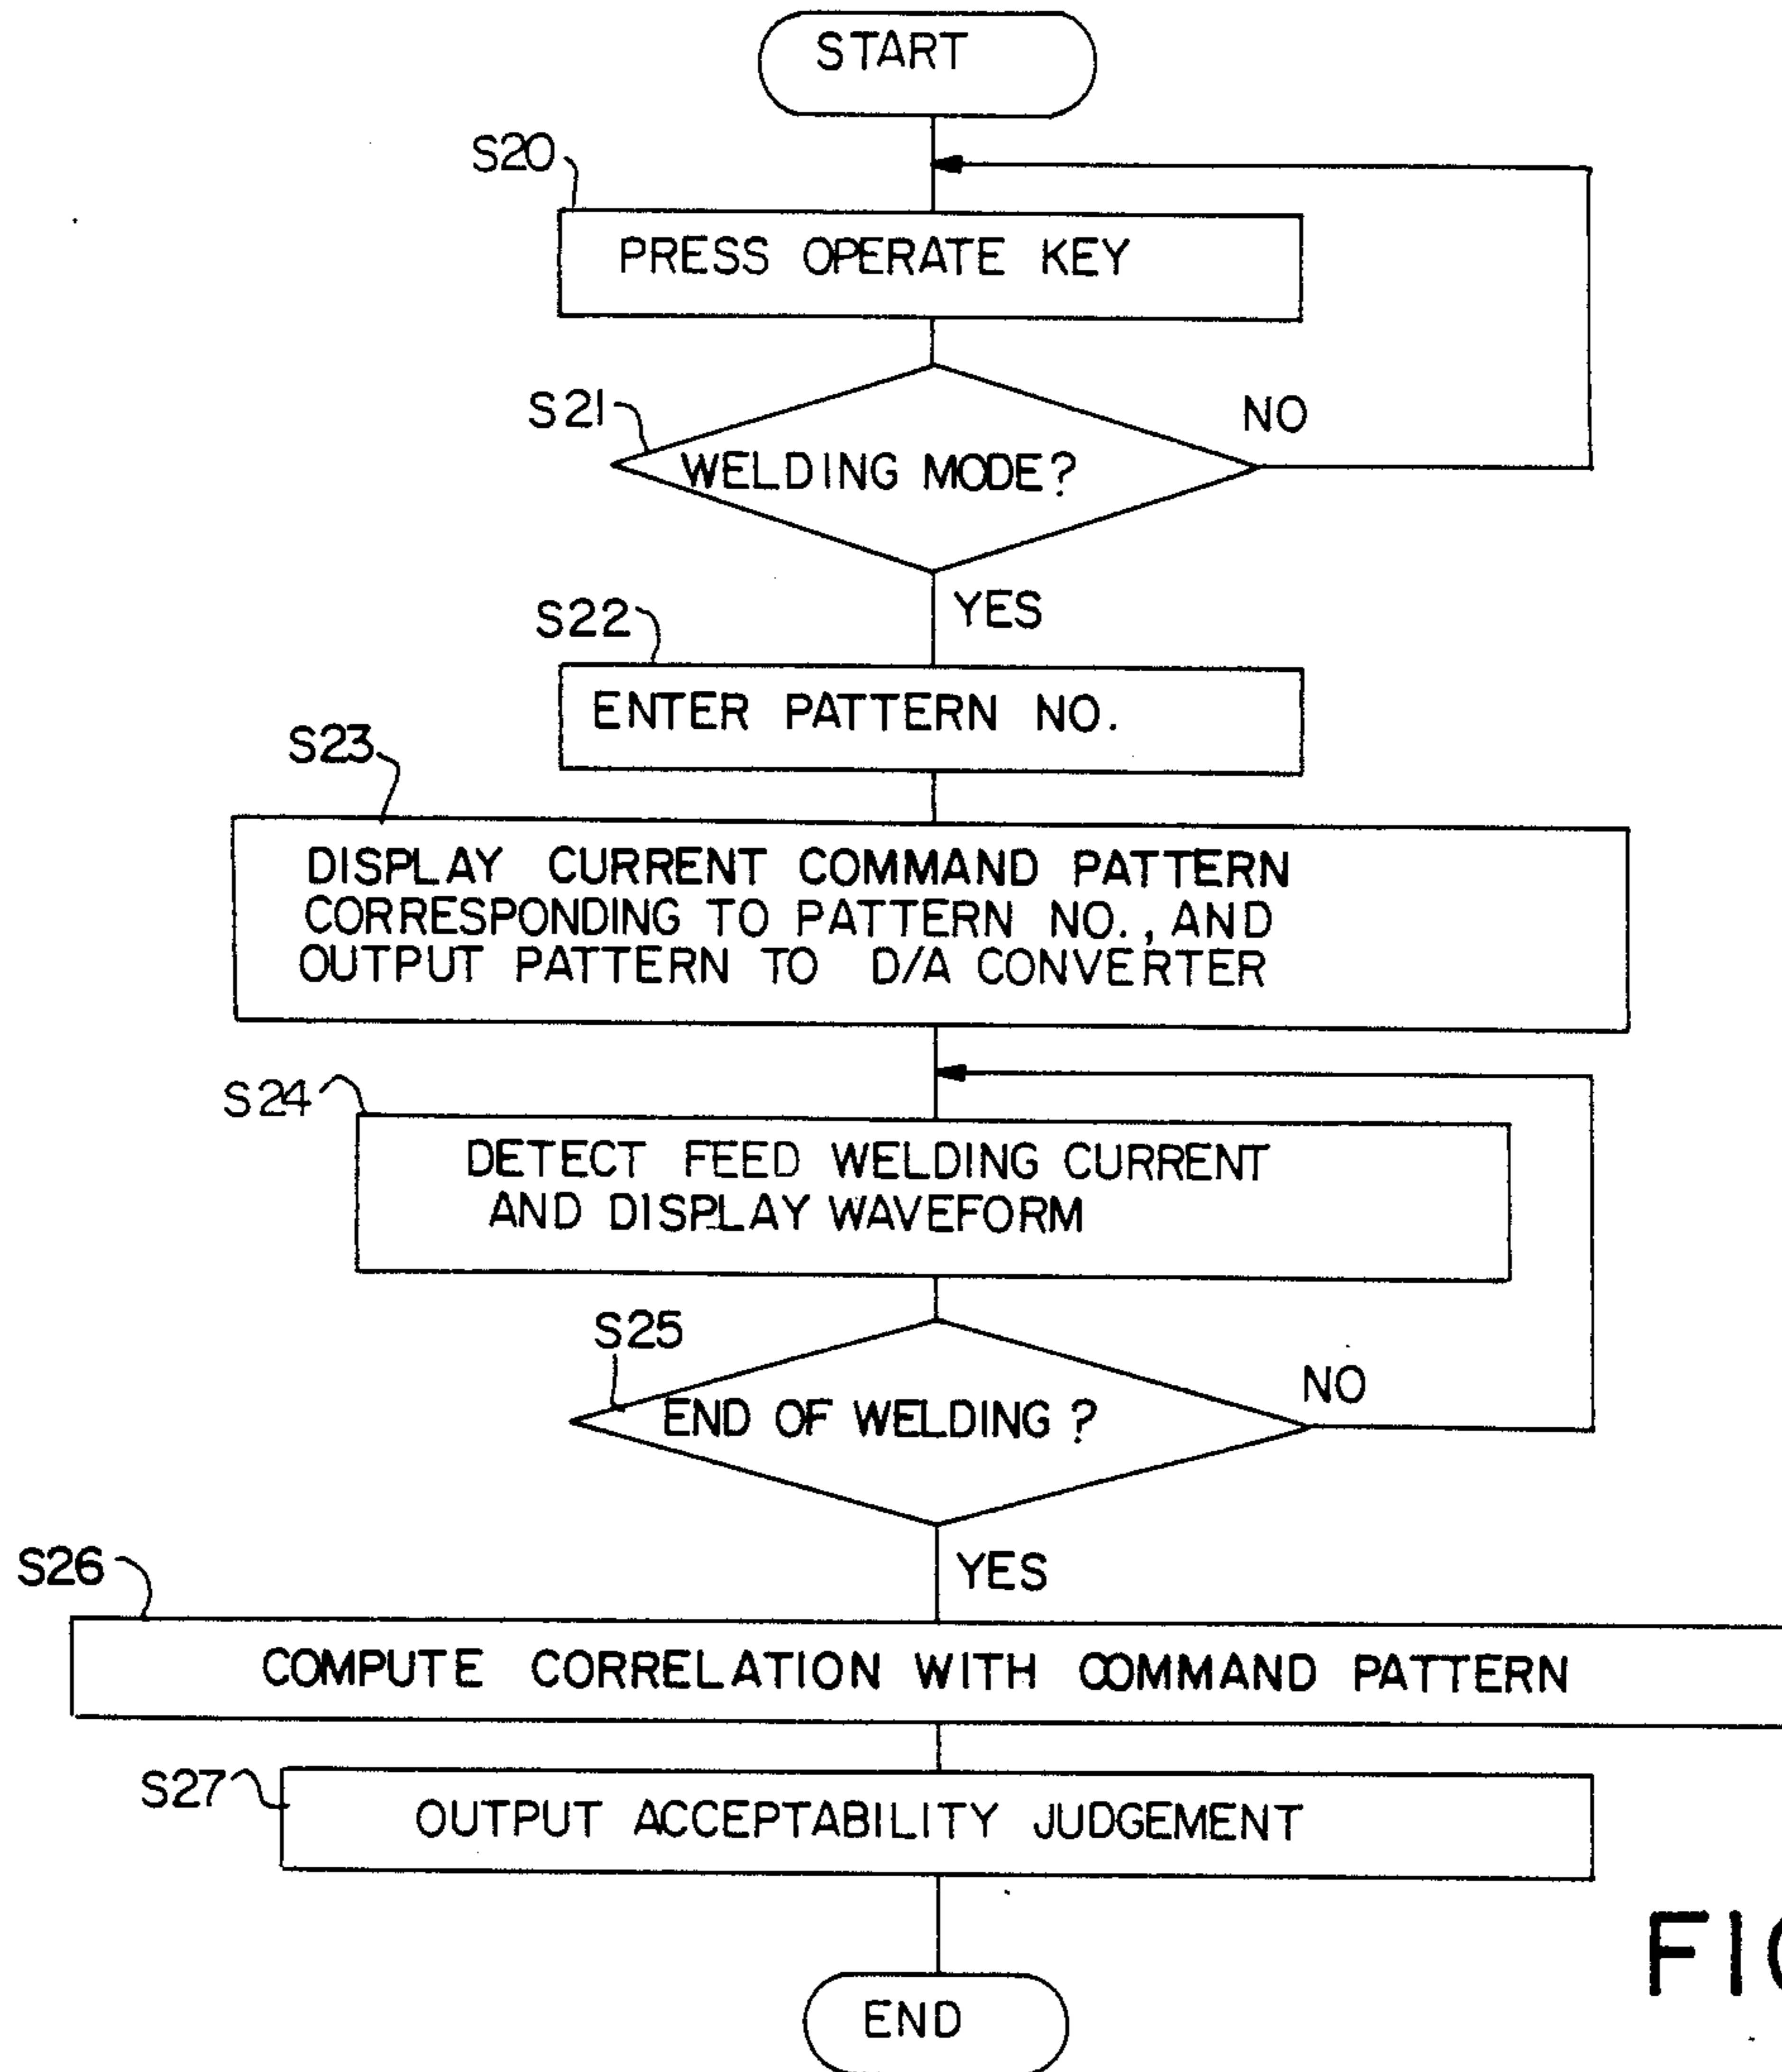 START
S20
PRESS OPERATE KEY
S21
WELDING MODE?
NO
YES
S22
ENTER PATTERN NO.
S23
DISPLAY CURRENT COMMAND PATTERN
CORRESPONDING TO PATTERN NO., AND
OUTPUT PATTERN TO D/A CONVERTER
S24
DETECT FEED WELDING CURRENT
AND DISPLAY WAVEFORM
S25
END OF WELDING ?
NO
YES
S26
COMPUTE CORRELATION WITH COMMAND PATTERN
S27
OUTPUT ACCEPTABILITY JUDGEMENT
END